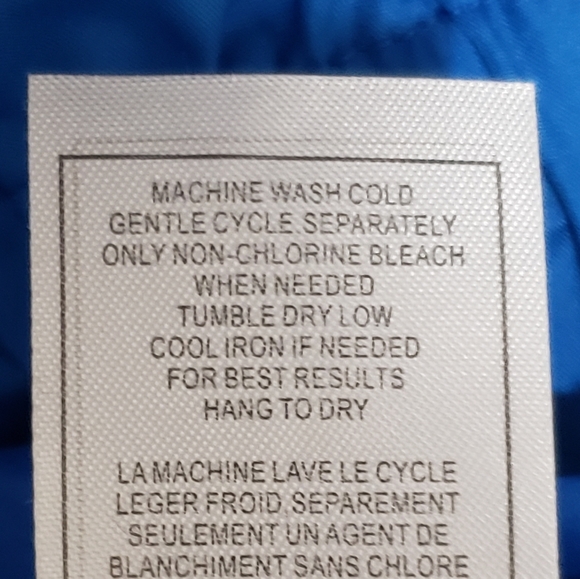 MACHINE WASH COLD
GENTLE CYCLE.SEPARATELY
ONLY NON-CHLORINE BLEACH
WHEN NEEDED
TUMBLE DRY LOW
COOL IRON IF NEEDED
FOR BEST RESULTS
HANG TO DRY
LA MACHINE LAVE LE CYCLE
LEGER FROID.SEPAREMENT
SEULEMENT UN AGENT DE
BLANCHIMENT SANS CHLORE